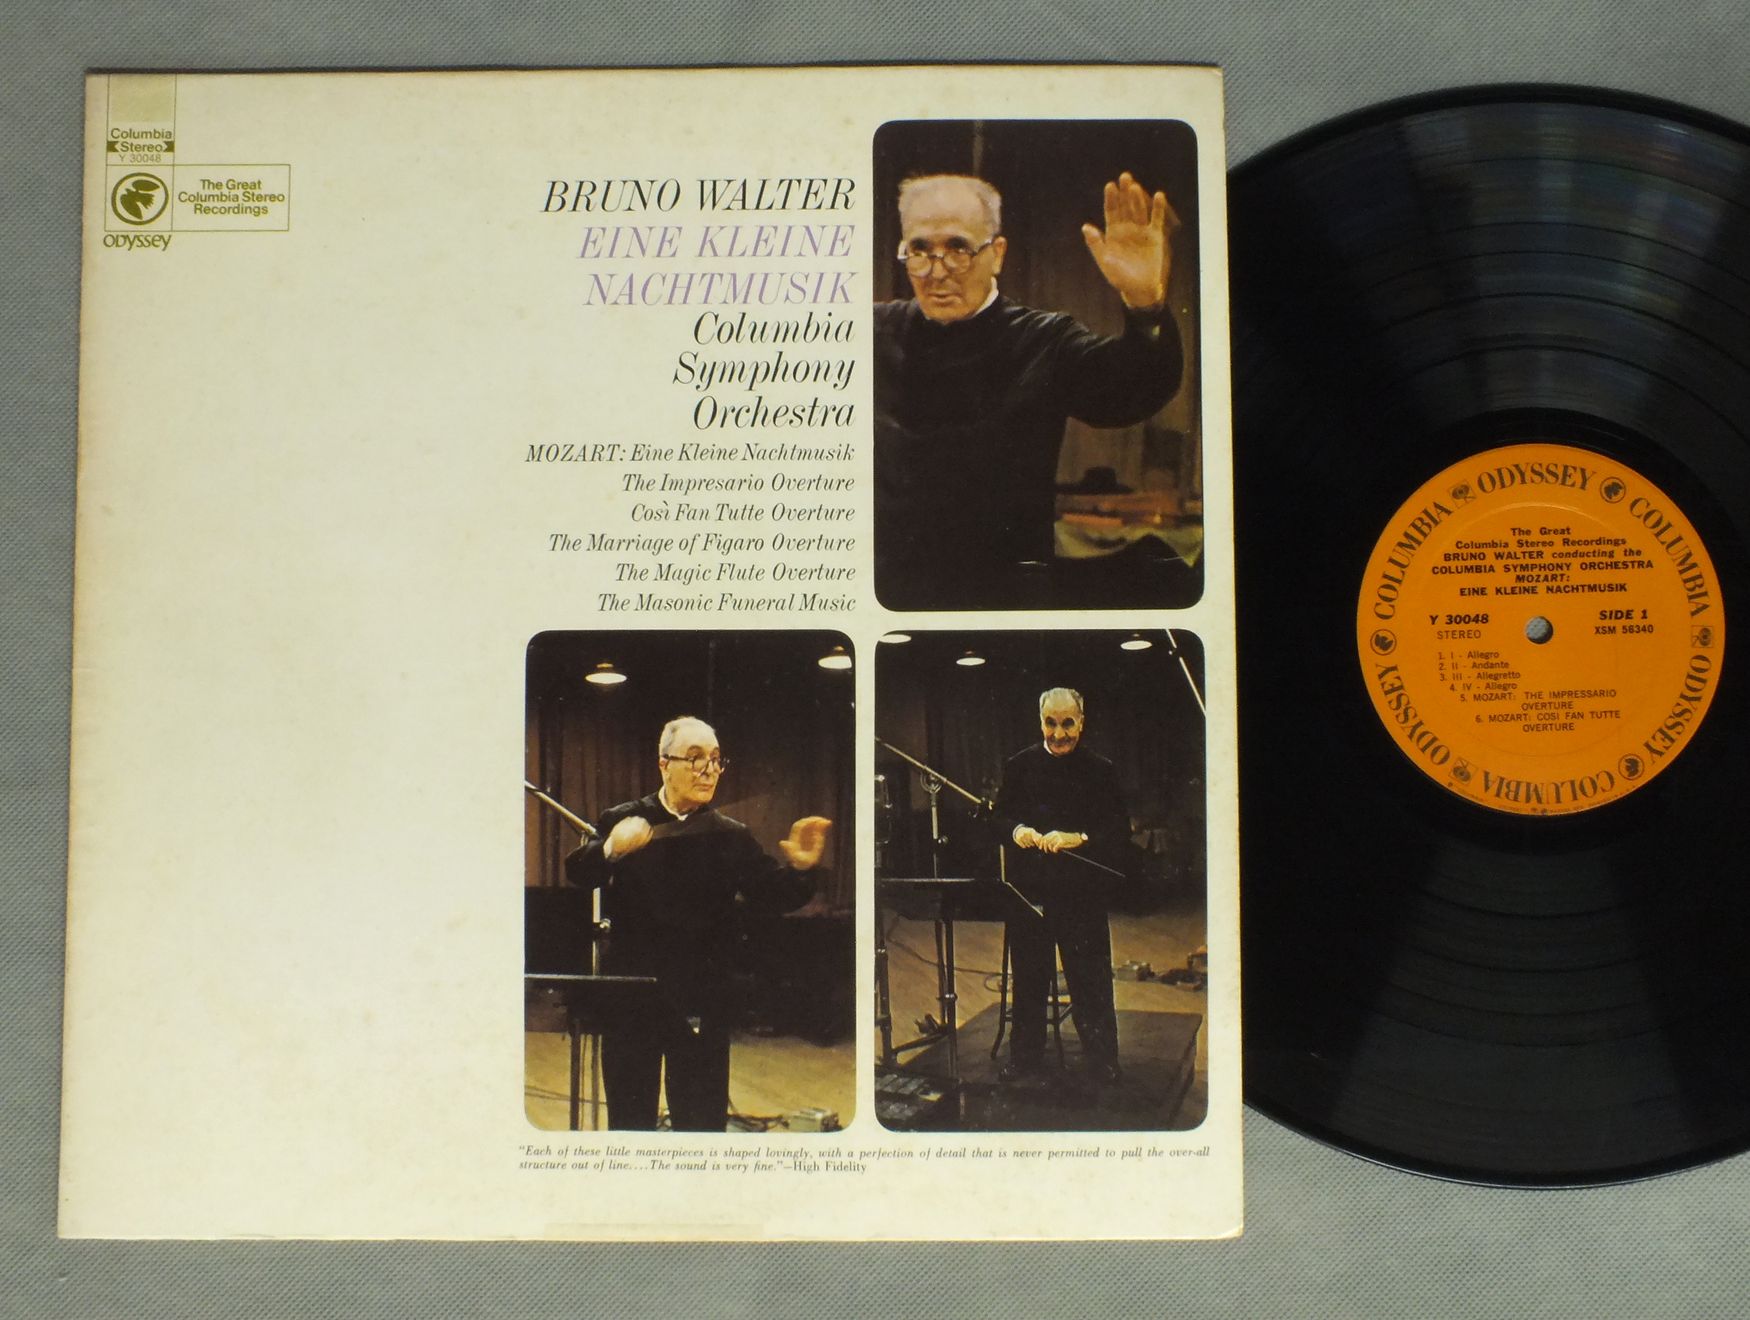 Columbia
Stereo
Y 30048
The Great
Columbia Stereo
Recordings
ODYSSEY
BRUNO WALTER
EINE KLEINE
NACHTMUSIK
Columbia
Symphony
Orchestra
MOZART: Eine Kleine Nachtmusik
The Impresario Overture
Così Fan Tutte Overture
The Marriage of Figaro Overture
The Magic Flute Overture
The Masonic Funeral Music
"Each of these little masterpieces is shaped lovingly, with a perfection of detail that is never permitted to pull the over-all
structure out of line....The sound is very fine."—High Fidelity
COLUMBIA ODYSSEY COLUMBIA ODYSSEY COLUMBIA ODYSSEY
The Great
Columbia Stereo Recordings
BRUNO WALTER conducting the
COLUMBIA SYMPHONY ORCHESTRA
MOZART:
EINE KLEINE NACHTMUSIK
Y 30048
SIDE 1
STEREO
XSM 56340
1. I - Allegro
2. II - Andante
3. III - Allegretto
4. IV - Allegro
5. MOZART: THE IMPRESSARIO
OVERTURE
6. MOZART: COSI FAN TUTTE
OVERTURE